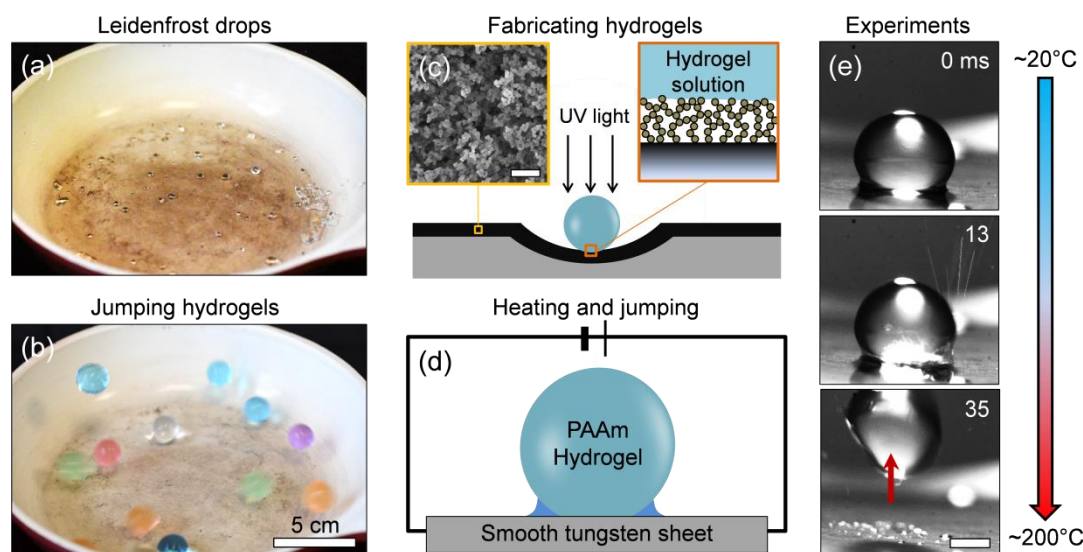 Leidenfrost drops
(a)
Jumping hydrogels
(b)
5 cm
Fabricating hydrogels
(c)
UV light
Hydrogel
solution
Heating and jumping
(d)
PAAm
Hydrogel
Smooth tungsten sheet
Experiments
(e)
0 ms
13
35
~20°C
~200°C